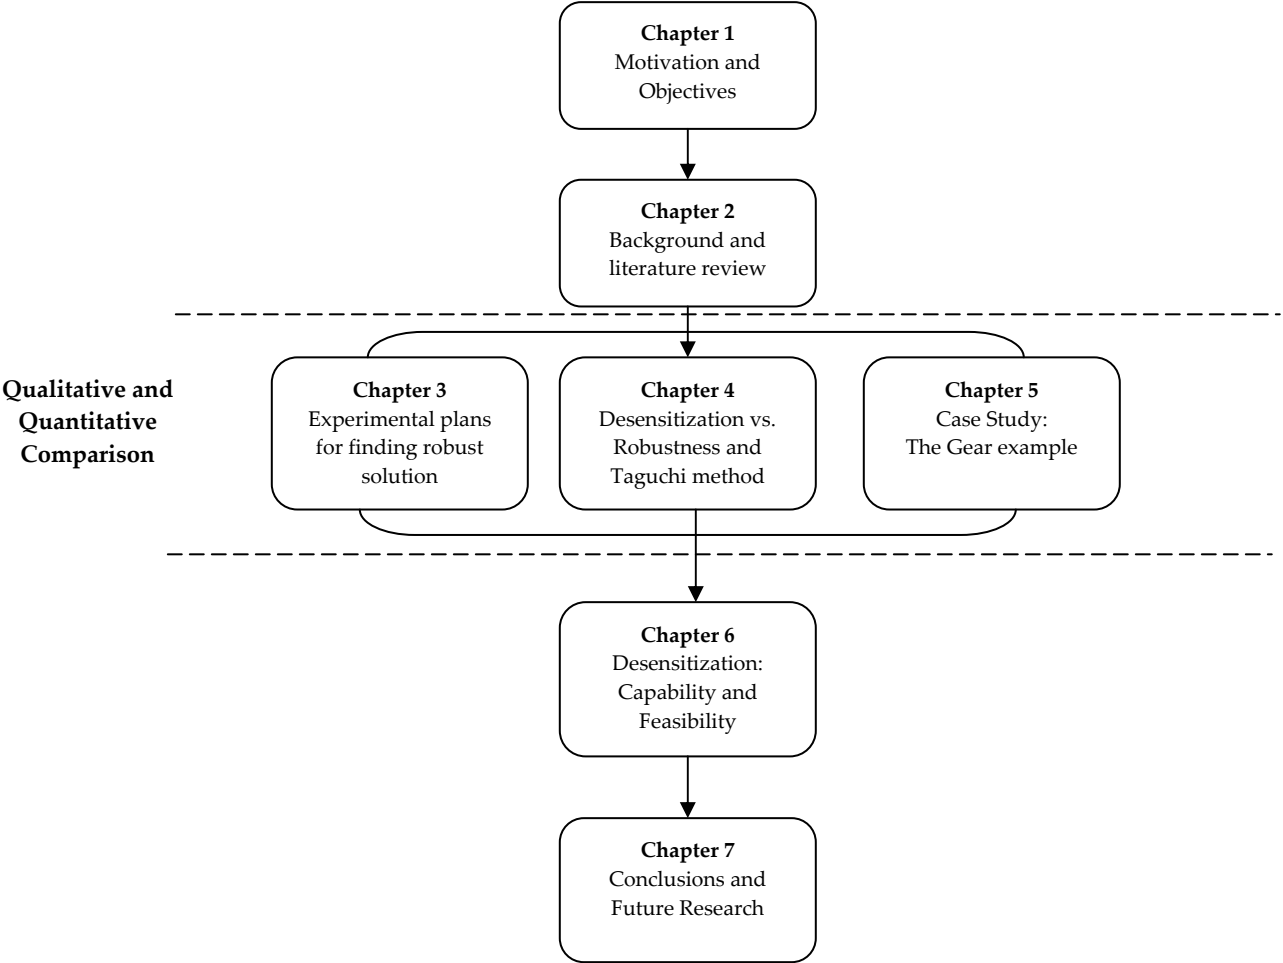 Chapter 1
Motivation and
Objectives
Chapter 2
Background and
literature review
Qualitative and
Quantitative
Comparison
Chapter 3
Experimental plans
for finding robust
solution
Chapter 4
Desensitization vs.
Robustness and
Taguchi method
Chapter 5
Case Study:
The Gear example
Chapter 6
Desensitization:
Capability and
Feasibility
Chapter 7
Conclusions and
Future Research